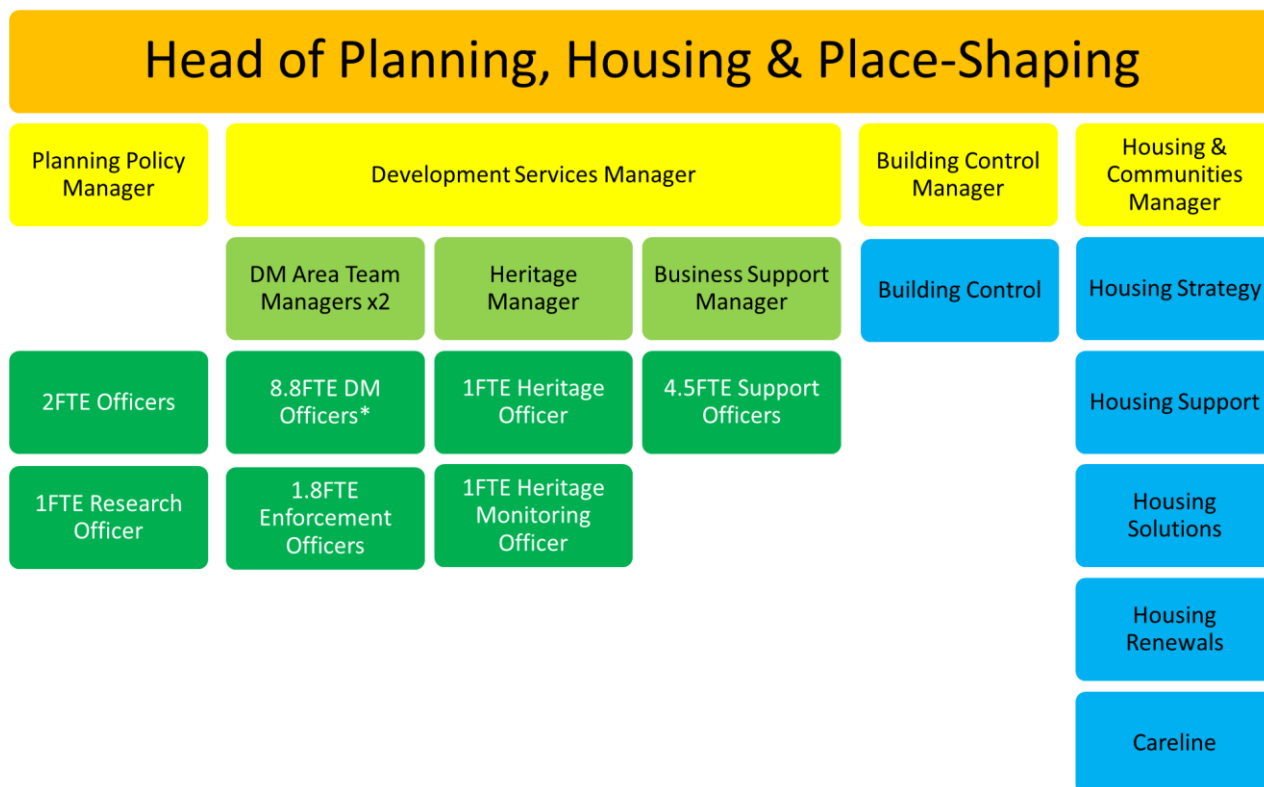 Head of Planning, Housing & Place-Shaping
Planning Policy
Manager
Development Services Manager
Building Control
Manager
Housing &
Communities
Manager
DM Area Team
Managers x2
Heritage
Manager
Business Support
Manager
Building Control
Housing Strategy
2FTE Officers
8.8FTE DM
Officers*
1FTE Heritage
Officer
4.5FTE Support
Officers
Housing Support
1FTE Research
Officer
1.8FTE
Enforcement
Officers
1FTE Heritage
Monitoring
Officer
Housing
Solutions
Housing
Renewals
Careline